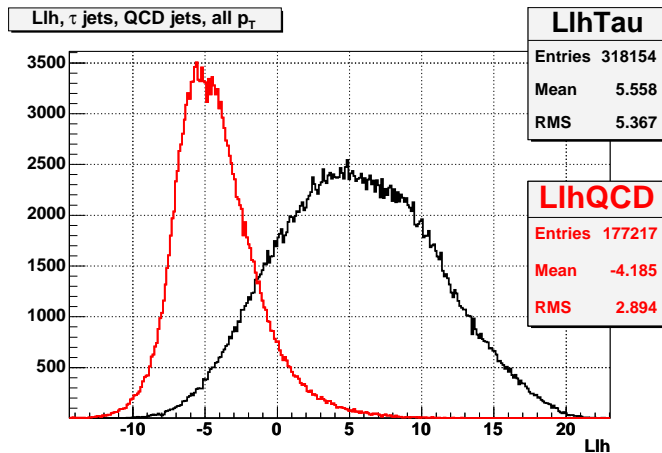 Llh, τ jets, QCD jets, all pT
LlhTau
Entries 318154
Mean 5.558
RMS 5.367
LlhQCD
Entries 177217
Mean -4.185
RMS 2.894
3500
3000
2500
2000
1500
1000
500
-10 -5 0 5 10 15 20
Llh